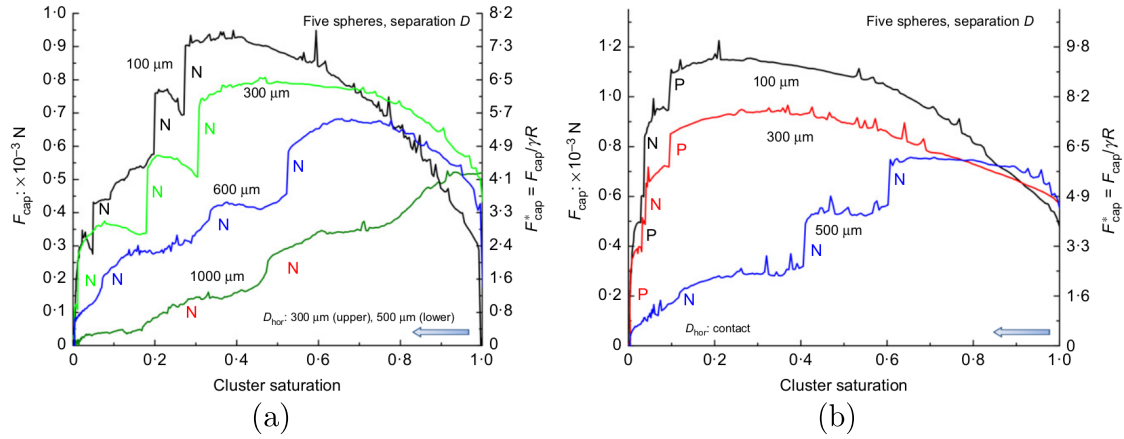 Five spheres, separation D
1·0
0·9
0·8
0·7
0·6
0·5
0·4
0·3
0·2
0·1
0
F_cap: ×10⁻³ N
8·2
7·3
6·5
5·7
4·9
4·1
3·3
2·4
1·6
0·8
0
F*_cap = F_cap/γR
100 μm
300 μm
600 μm
1000 μm
N
N
N
N
N
N
N
N
N
N
N
D_hor: 300 μm (upper), 500 μm (lower)
0
0·2
0·4
0·6
0·8
1·0
Cluster saturation
(a)
Five spheres, separation D
1·2
1·0
0·8
0·6
0·4
0·2
0
F_cap: ×10⁻³ N
9·8
8·2
6·5
4·9
3·3
1·6
0
F*_cap = F_cap/γR
100 μm
300 μm
500 μm
P
N
P
P
N
P
N
N
N
D_hor: contact
0
0·2
0·4
0·6
0·8
1·0
Cluster saturation
(b)